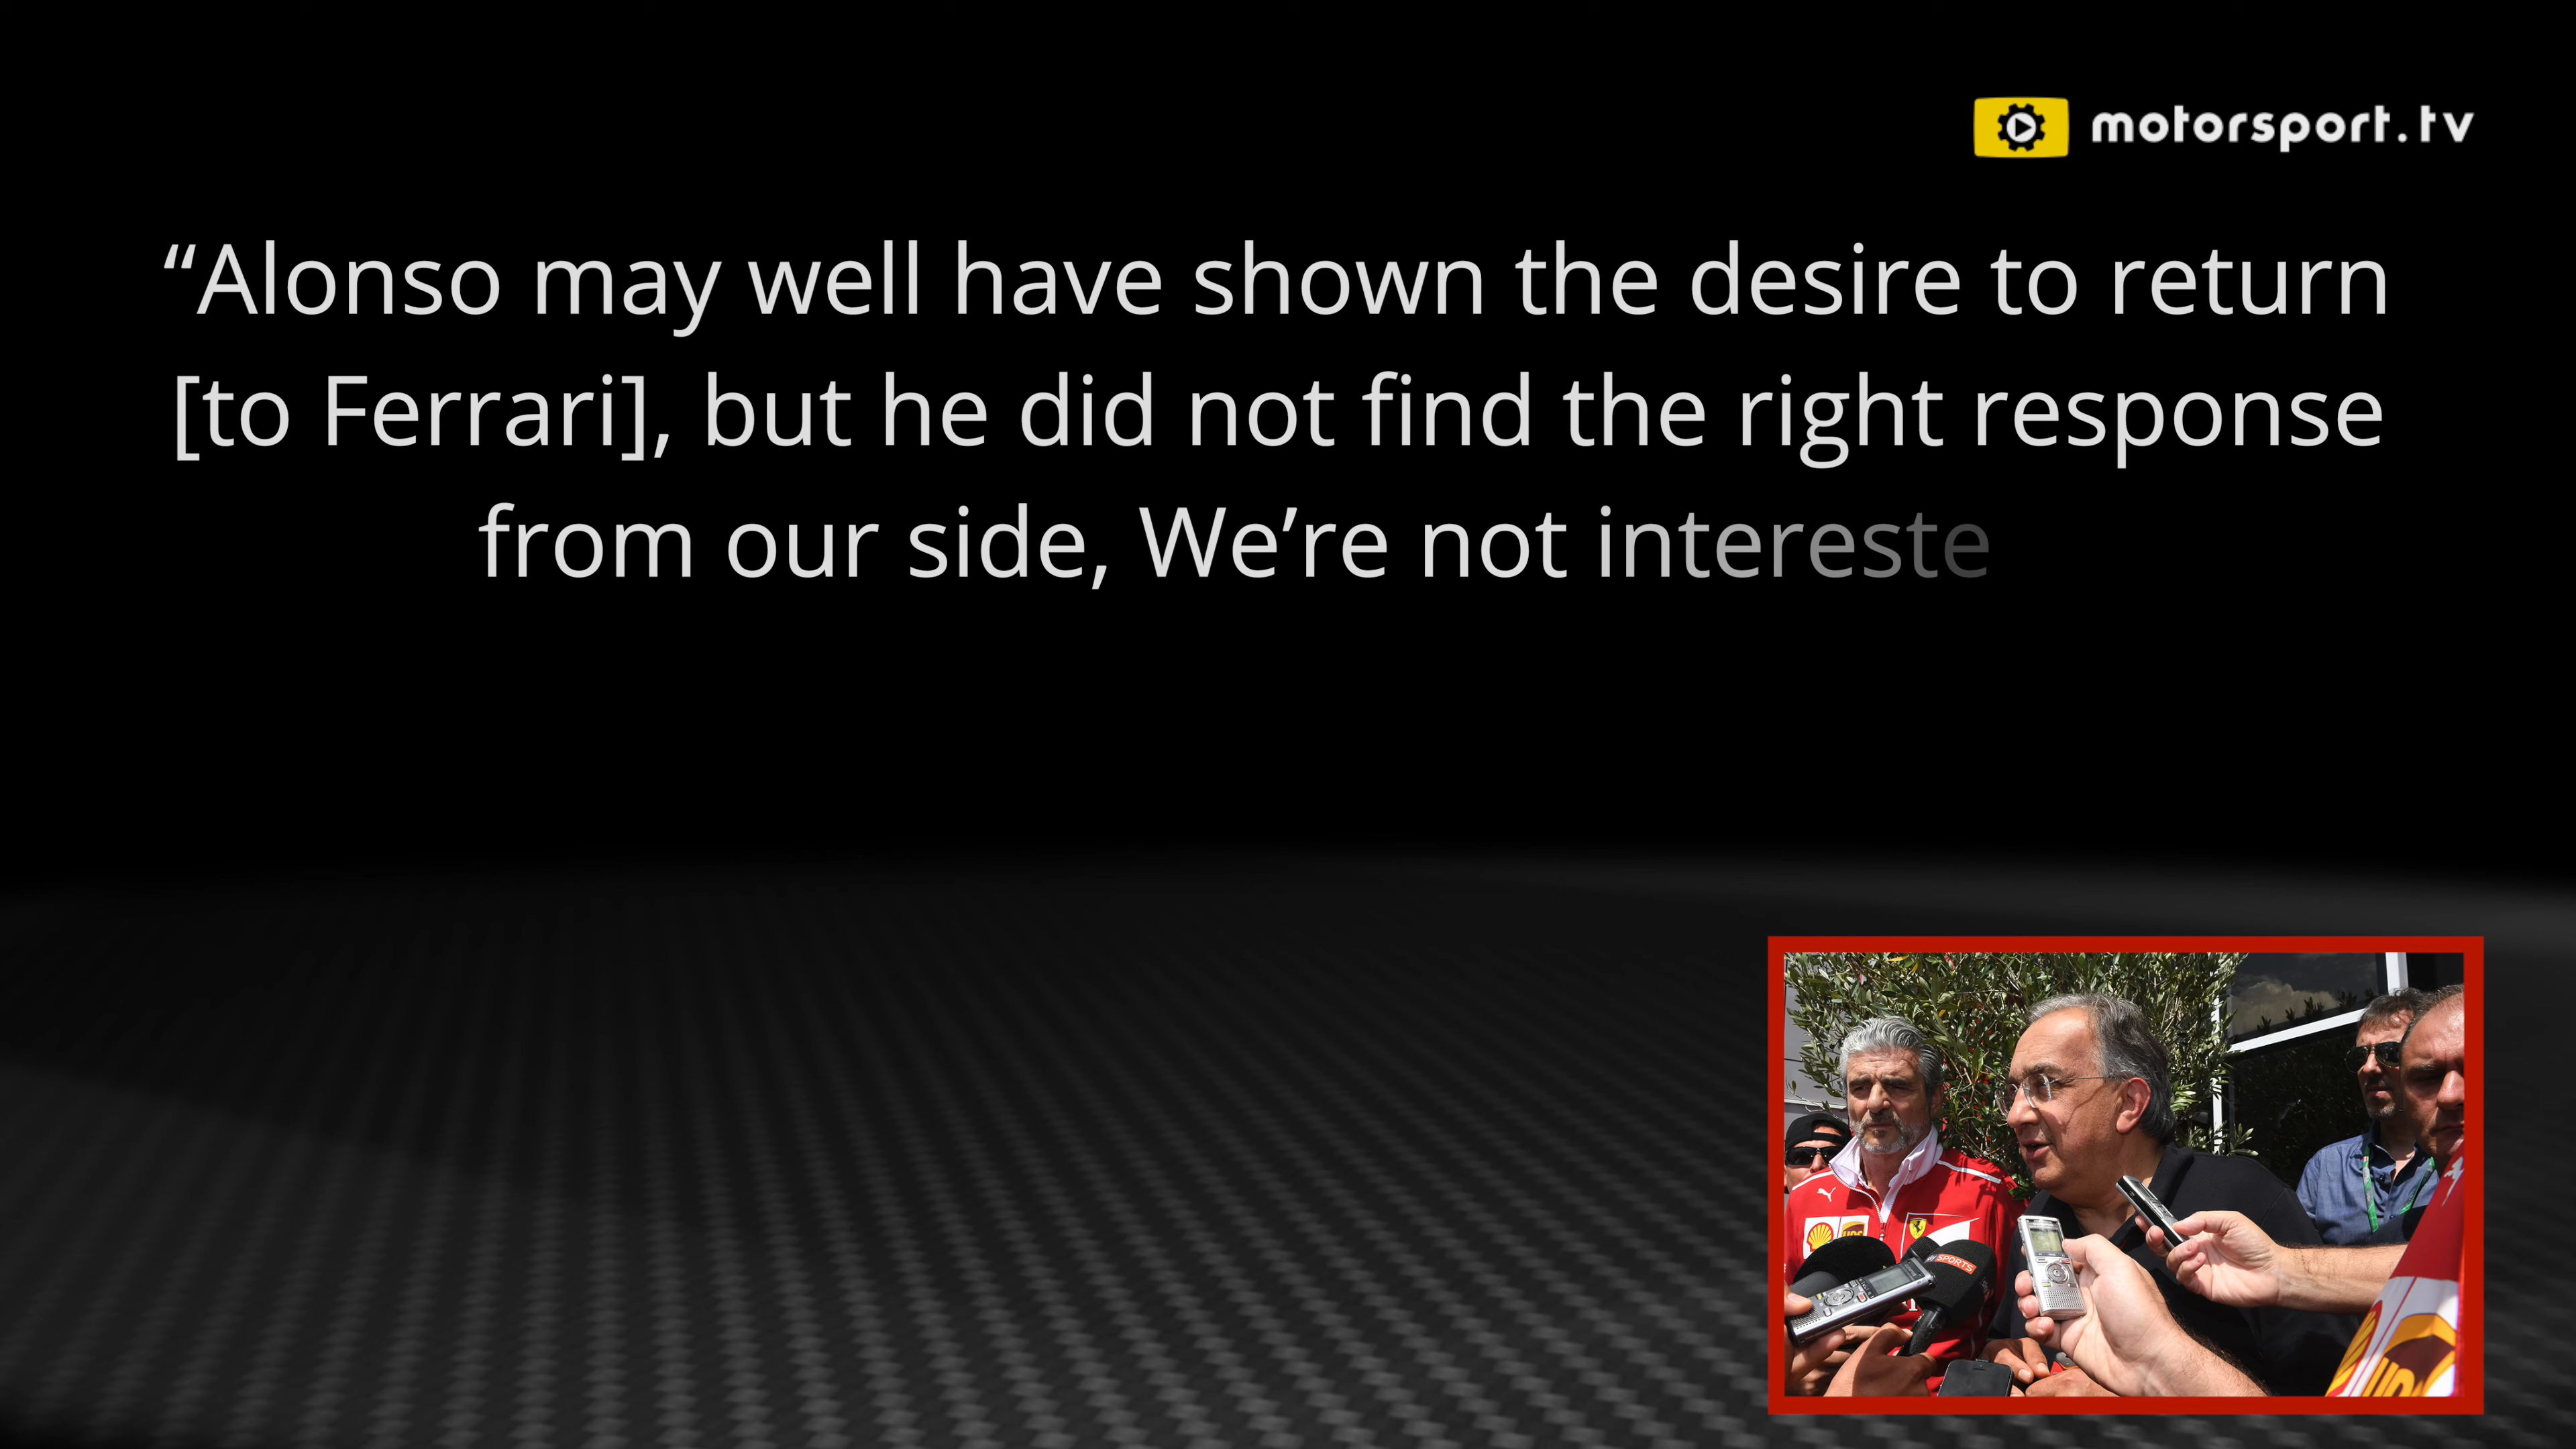 motorsport.tv
“Alonso may well have shown the desire to return
[to Ferrari], but he did not find the right response
from our side, We’re not intereste
SPORTS